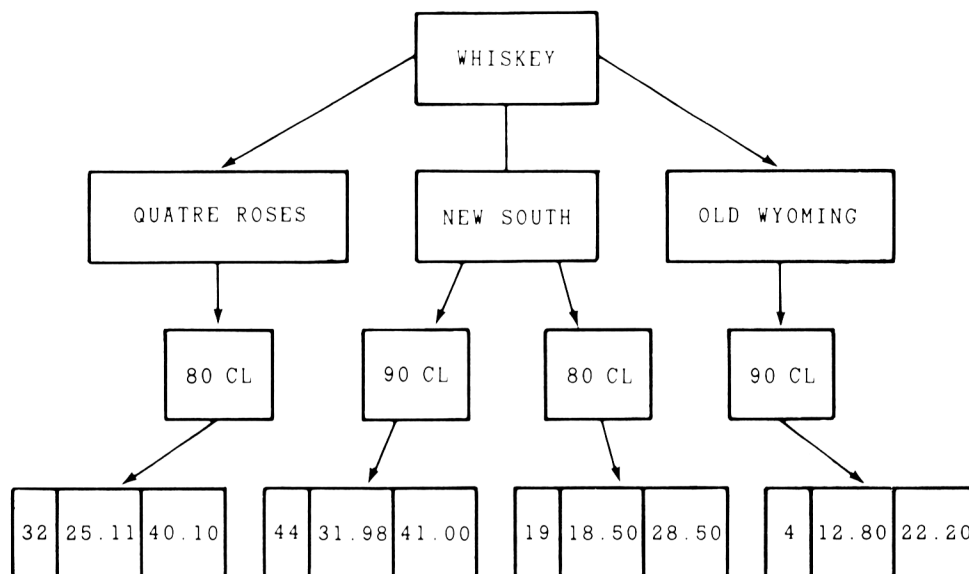 WHISKEY
QUATRE ROSES
NEW SOUTH
OLD WYOMING
80 CL
90 CL
80 CL
90 CL
32 25.11 40.10
44 31.98 41.00
19 18.50 28.50
4 12.80 22.20